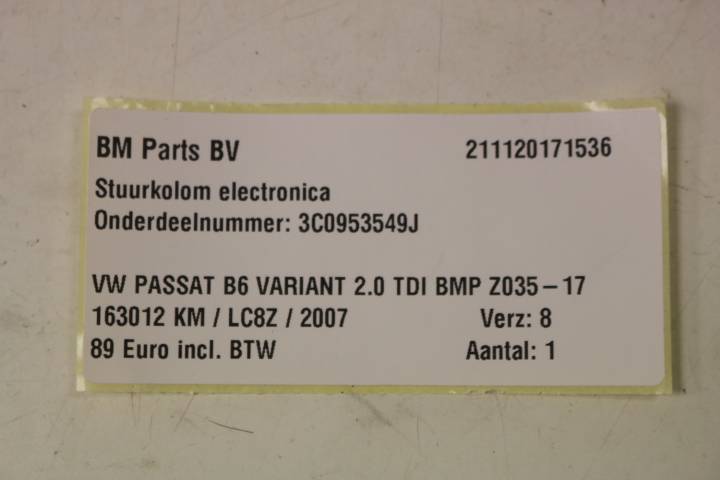 BM Parts BV 211120171536
Stuurkolom electronica
Onderdeelnummer: 3C0953549J
VW PASSAT B6 VARIANT 2.0 TDI BMP Z035-17
163012 KM / LC8Z / 2007 Verz: 8
89 Euro incl. BTW Aantal: 1